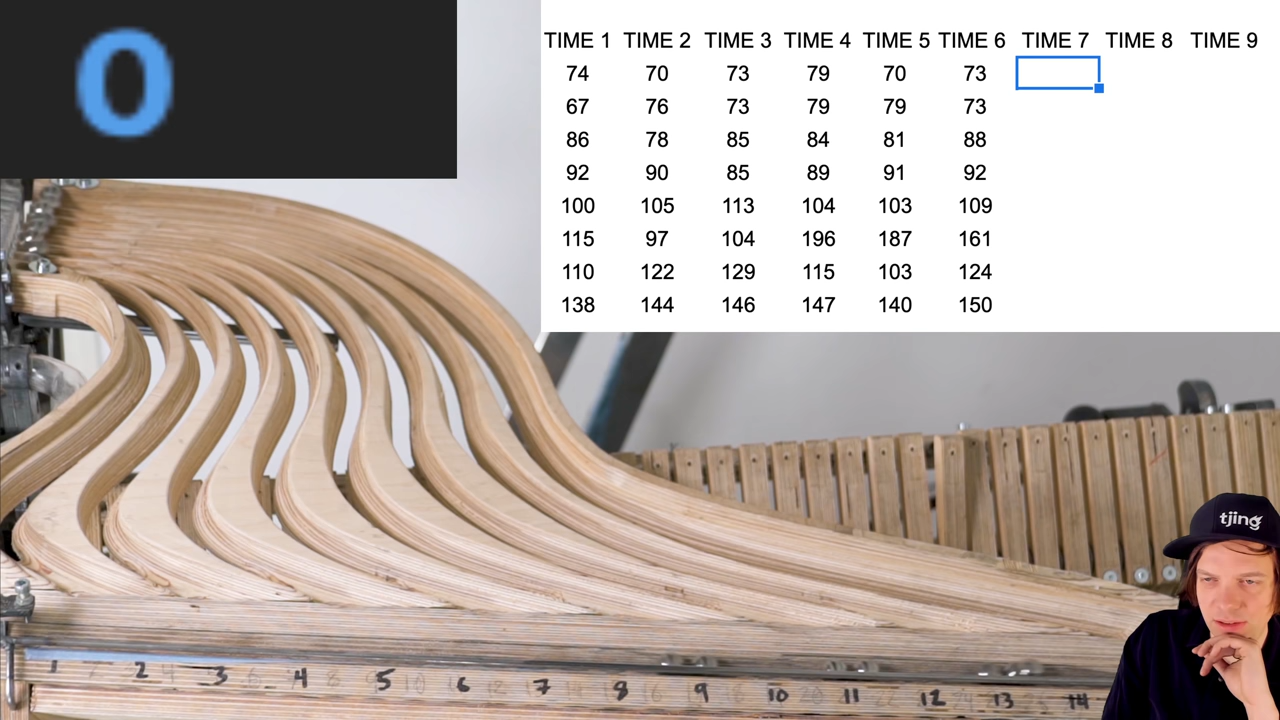 0
TIME 1 TIME 2 TIME 3 TIME 4 TIME 5 TIME 6 TIME 7 TIME 8 TIME 9
74 70 73 79 70 73
67 76 73 79 79 73
86 78 85 84 81 88
92 90 85 89 91 92
100 105 113 104 103 109
115 97 104 196 187 161
110 122 129 115 103 124
138 144 146 147 140 150
tjing
1 2 3 4 5 6 7 8 9 10 11 12 13 14